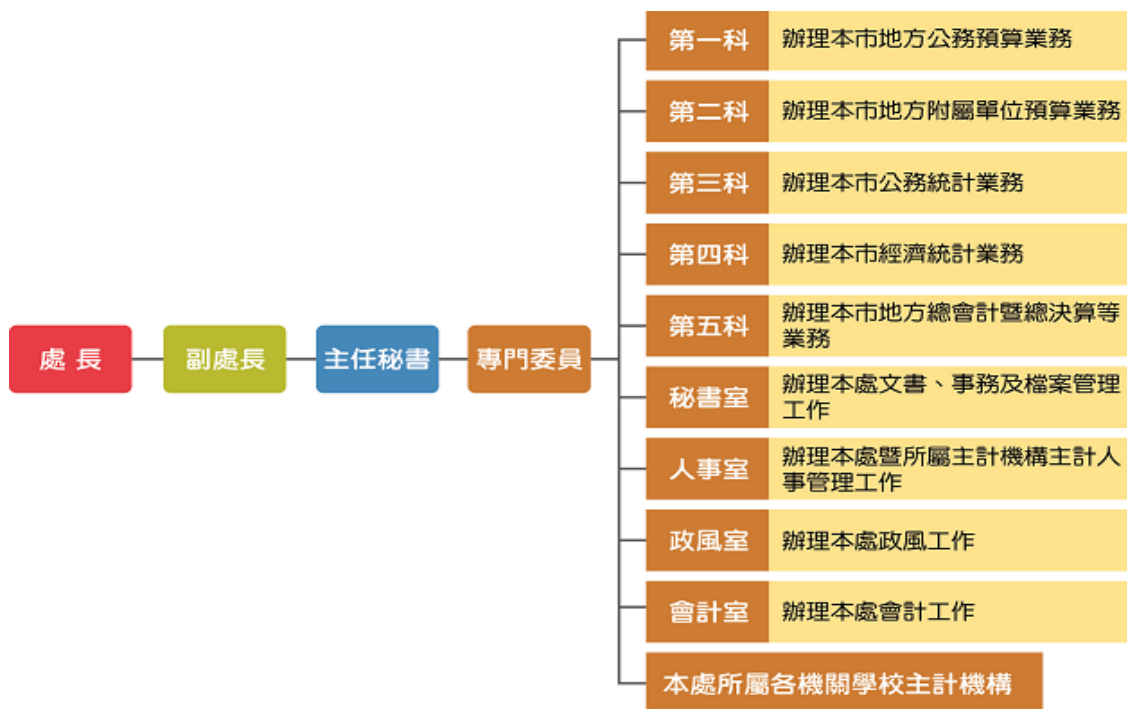 處 長
副處長
主任秘書
專門委員
第一科
辦理本市地方公務預算業務
第二科
辦理本市地方附屬單位預算業務
第三科
辦理本市公務統計業務
第四科
辦理本市經濟統計業務
第五科
辦理本市地方總會計暨總決算等
業務
秘書室
辦理本處文書、事務及檔案管理
工作
人事室
辦理本處暨所屬主計機構主計人
事管理工作
政風室
辦理本處政風工作
會計室
辦理本處會計工作
本處所屬各機關學校主計機構